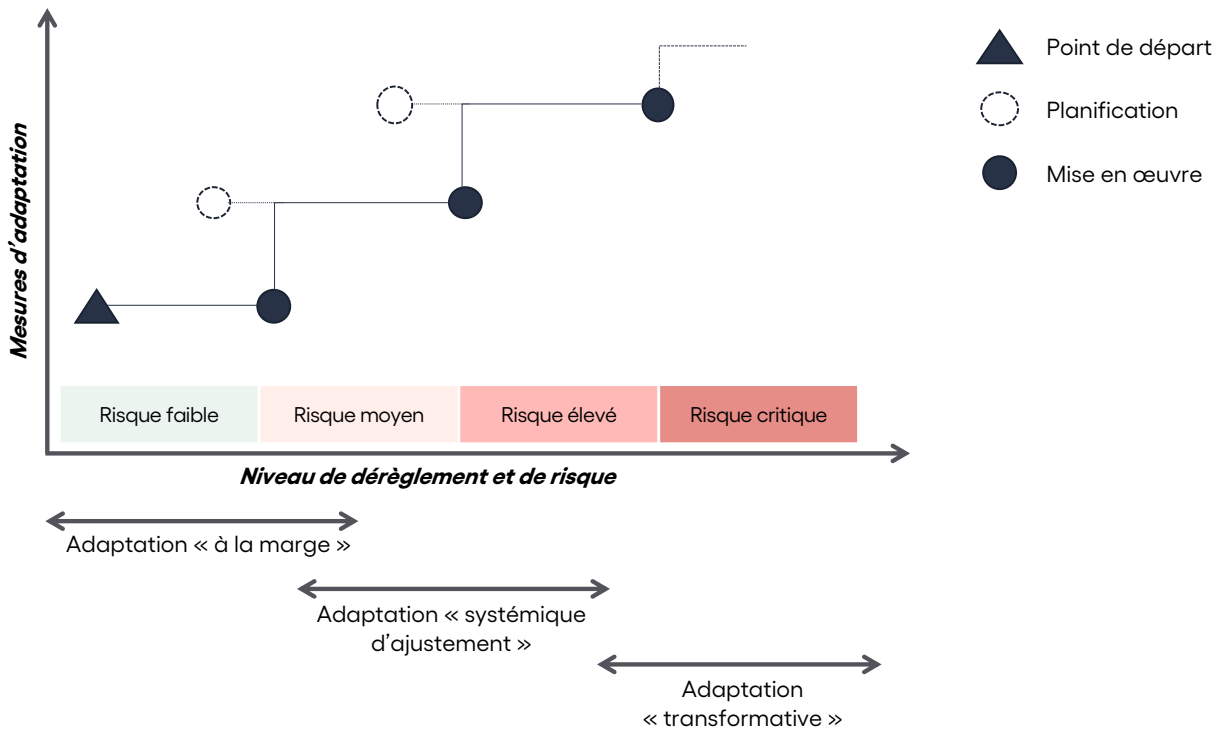 Mesures d'adaptation
Point de départ
Planification
Mise en œuvre
Risque faible
Risque moyen
Risque élevé
Risque critique
Niveau de dérèglement et de risque
Adaptation « à la marge »
Adaptation « systémique
d'ajustement »
Adaptation
« transformative »